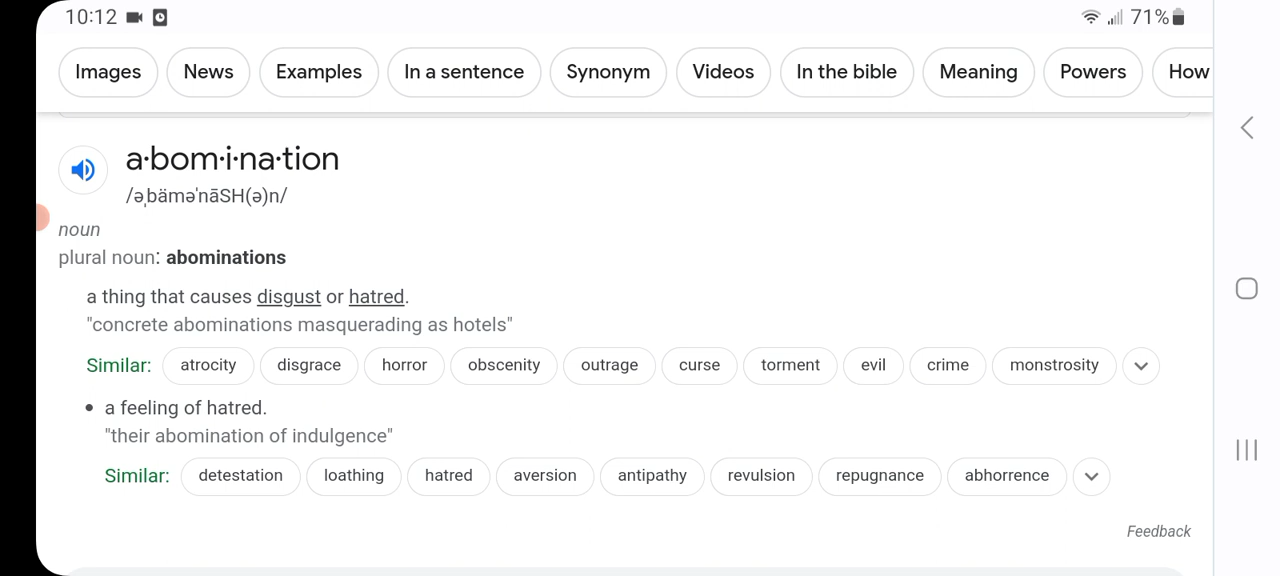 10:12 71%
Images News Examples In a sentence Synonym Videos In the bible Meaning Powers How
a·bom·i·na·tion
/əˌbäməˈnāSH(ə)n/
noun
plural noun: abominations
a thing that causes disgust or hatred.
"concrete abominations masquerading as hotels"
Similar: atrocity disgrace horror obscenity outrage curse torment evil crime monstrosity
• a feeling of hatred.
"their abomination of indulgence"
Similar: detestation loathing hatred aversion antipathy revulsion repugnance abhorrence
Feedback